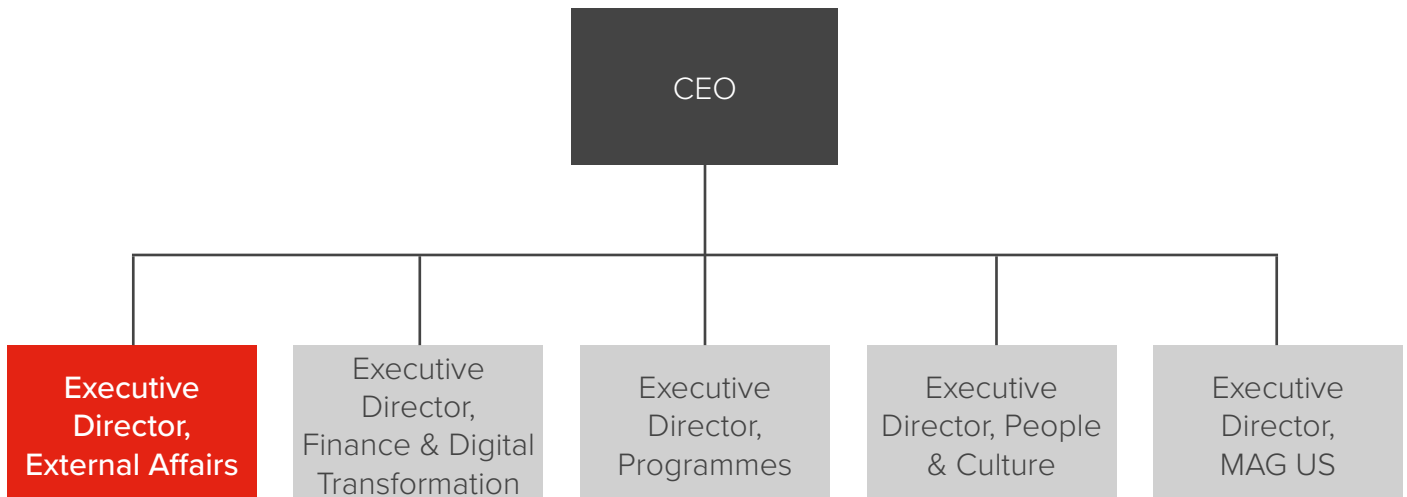 CEO
Executive
Director,
External Affairs
Executive
Director,
Finance & Digital
Transformation
Executive
Director,
Programmes
Executive
Director, People
& Culture
Executive
Director,
MAG US